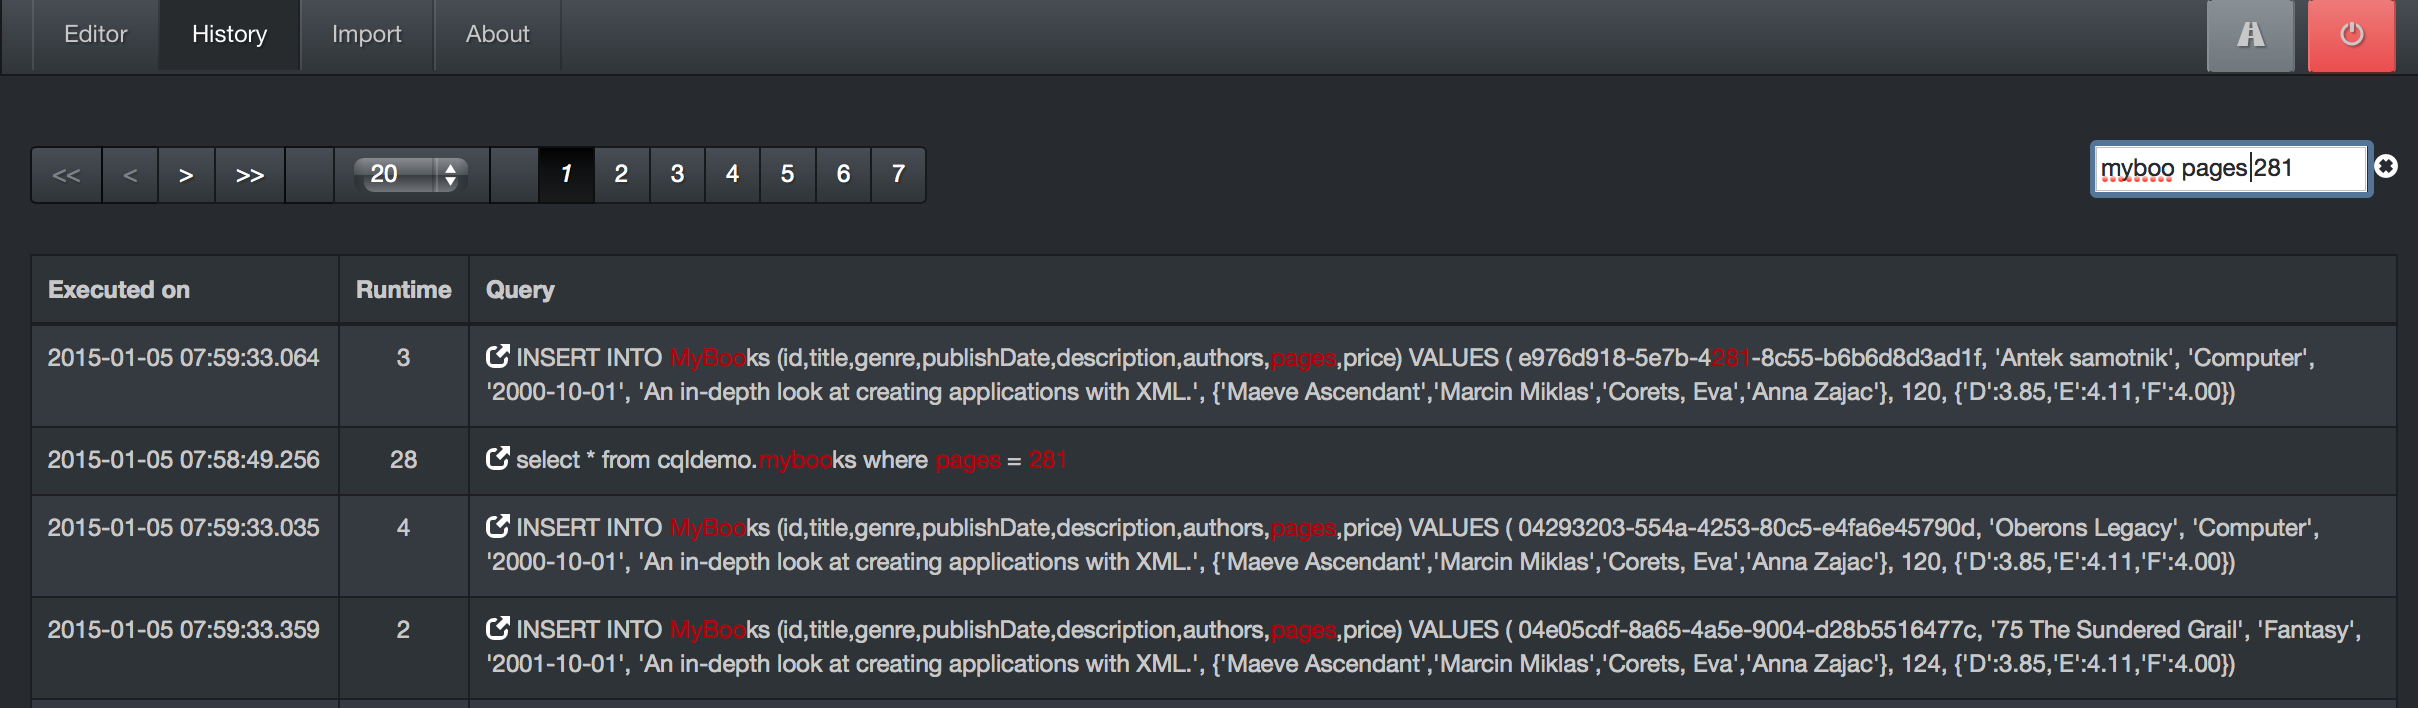 Editor History Import About
<< < > >> 20 1 2 3 4 5 6 7 myboo pages 281
Executed on Runtime Query
2015-01-05 07:59:33.064 3 INSERT INTO MyBooks (id,title,genre,publishDate,description,authors,pages,price) VALUES ( e976d918-5e7b-4281-8c55-b6b6d8d3ad1f, 'Antek samotnik', 'Computer',
'2000-10-01', 'An in-depth look at creating applications with XML.', {'Maeve Ascendant','Marcin Miklas','Corets, Eva','Anna Zajac'}, 120, {'D':3.85,'E':4.11,'F':4.00})
2015-01-05 07:58:49.256 28 select * from cqldemo.mybooks where pages = 281
2015-01-05 07:59:33.035 4 INSERT INTO MyBooks (id,title,genre,publishDate,description,authors,pages,price) VALUES ( 04293203-554a-4253-80c5-e4fa6e45790d, 'Oberons Legacy', 'Computer',
'2000-10-01', 'An in-depth look at creating applications with XML.', {'Maeve Ascendant','Marcin Miklas','Corets, Eva','Anna Zajac'}, 120, {'D':3.85,'E':4.11,'F':4.00})
2015-01-05 07:59:33.359 2 INSERT INTO MyBooks (id,title,genre,publishDate,description,authors,pages,price) VALUES ( 04e05cdf-8a65-4a5e-9004-d28b5516477c, '75 The Sundered Grail', 'Fantasy',
'2001-10-01', 'An in-depth look at creating applications with XML.', {'Maeve Ascendant','Marcin Miklas','Corets, Eva','Anna Zajac'}, 124, {'D':3.85,'E':4.11,'F':4.00})